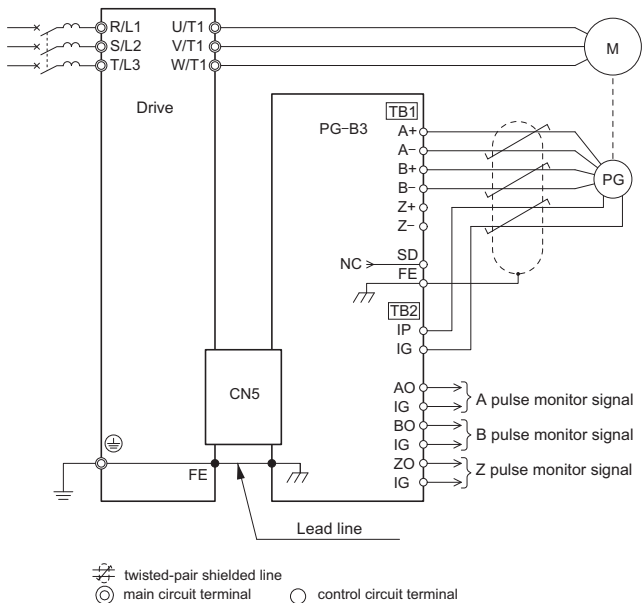 R/L1
S/L2
T/L3
U/T1
V/T1
W/T1
M
Drive
PG-B3
TB1
A+
A−
B+
B−
Z+
Z−
PG
NC
SD
FE
TB2
IP
IG
CN5
AO
IG
A pulse monitor signal
BO
IG
B pulse monitor signal
ZO
IG
Z pulse monitor signal
FE
Lead line
twisted-pair shielded line
main circuit terminal
control circuit terminal